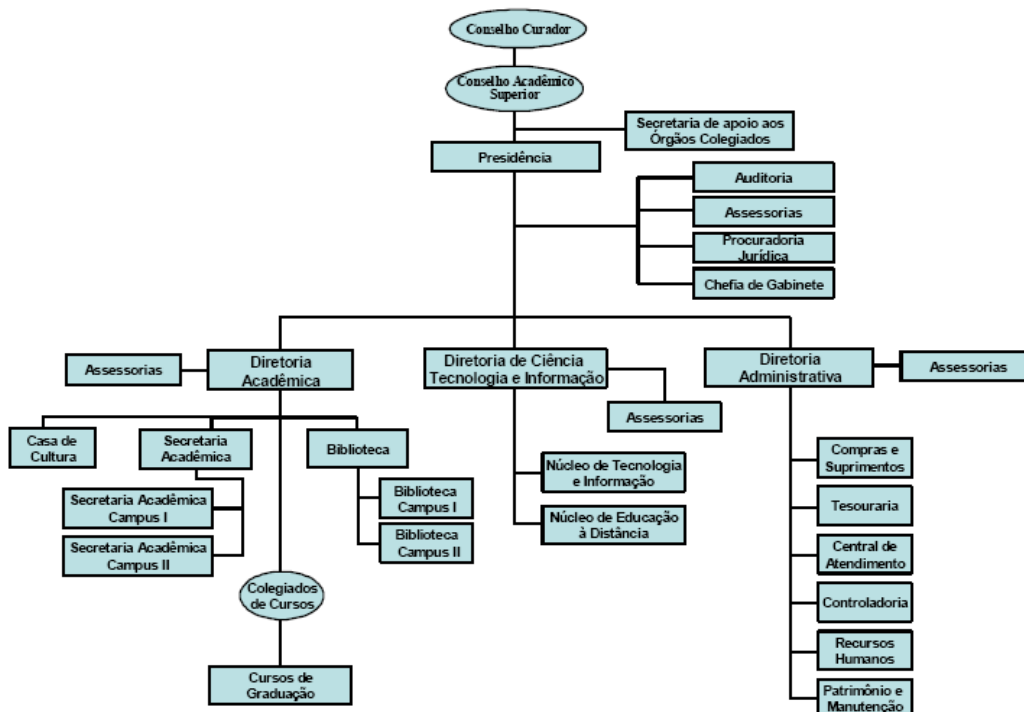 Conselho Curador
Conselho Acadêmico
Superior
Secretaria de apoio aos
Órgãos Colegiados
Presidência
Auditoria
Assessorias
Procuradoria
Jurídica
Chefia de Gabinete
Assessorias
Diretoria
Acadêmica
Diretoria de Ciência
Tecnologia e Informação
Diretoria
Administrativa
Assessorias
Assessorias
Casa de
Cultura
Secretaria
Acadêmica
Biblioteca
Secretaria Acadêmica
Campus I
Secretaria Acadêmica
Campus II
Biblioteca
Campus I
Biblioteca
Campus II
Núcleo de Tecnologia
e Informação
Núcleo de Educação
à Distância
Compras e
Suprimentos
Tesouraria
Central de
Atendimento
Controladoria
Recursos
Humanos
Patrimônio e
Manutenção
Colegiados
de Cursos
Cursos de
Graduação